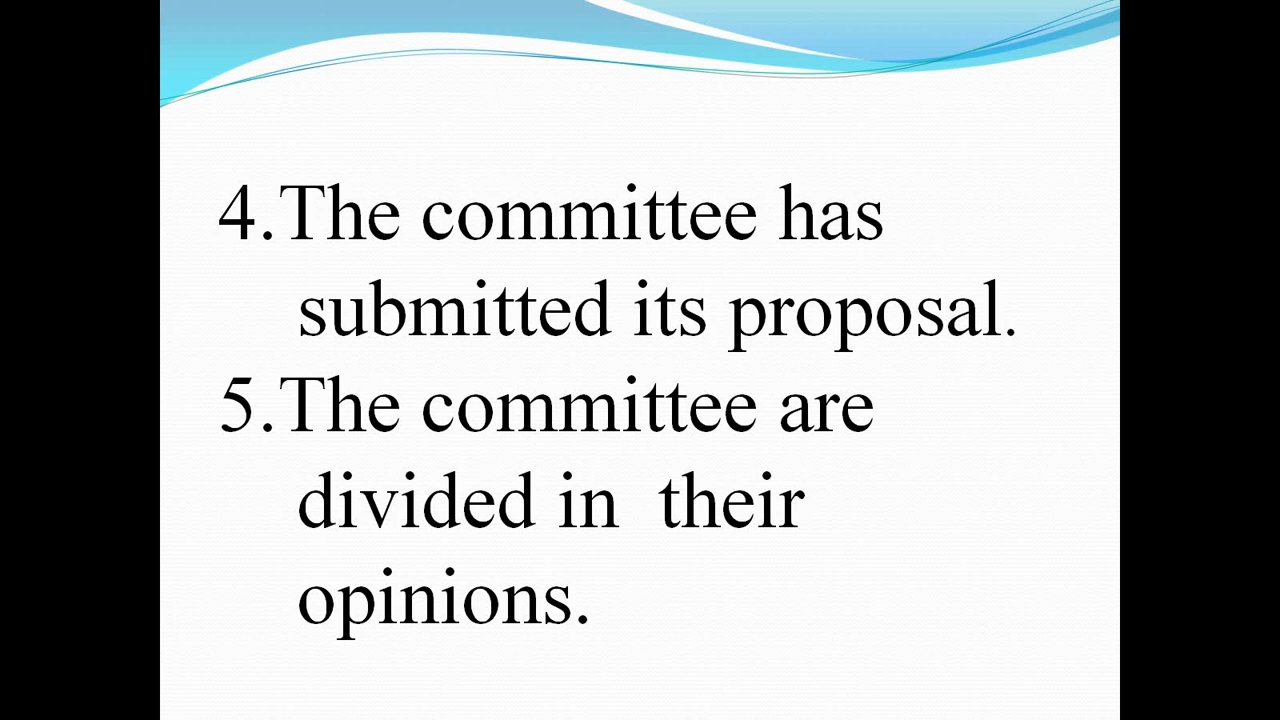 4.The committee has
submitted its proposal.
5.The committee are
divided in  their
opinions.